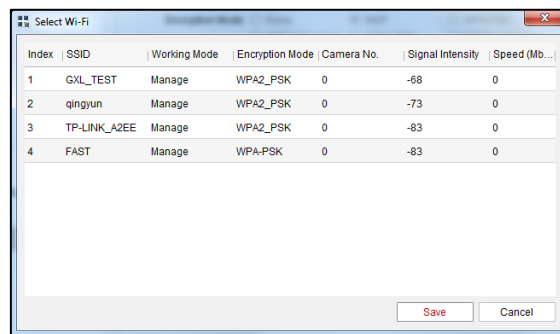 Select Wi-Fi
Index SSID Working Mode Encryption Mode Camera No. Signal Intensity Speed (Mb...
1 GXL_TEST Manage WPA2_PSK 0 -68 0
2 qingyun Manage WPA2_PSK 0 -73 0
3 TP-LINK_A2EE Manage WPA2_PSK 0 -83 0
4 FAST Manage WPA-PSK 0 -83 0
Save Cancel